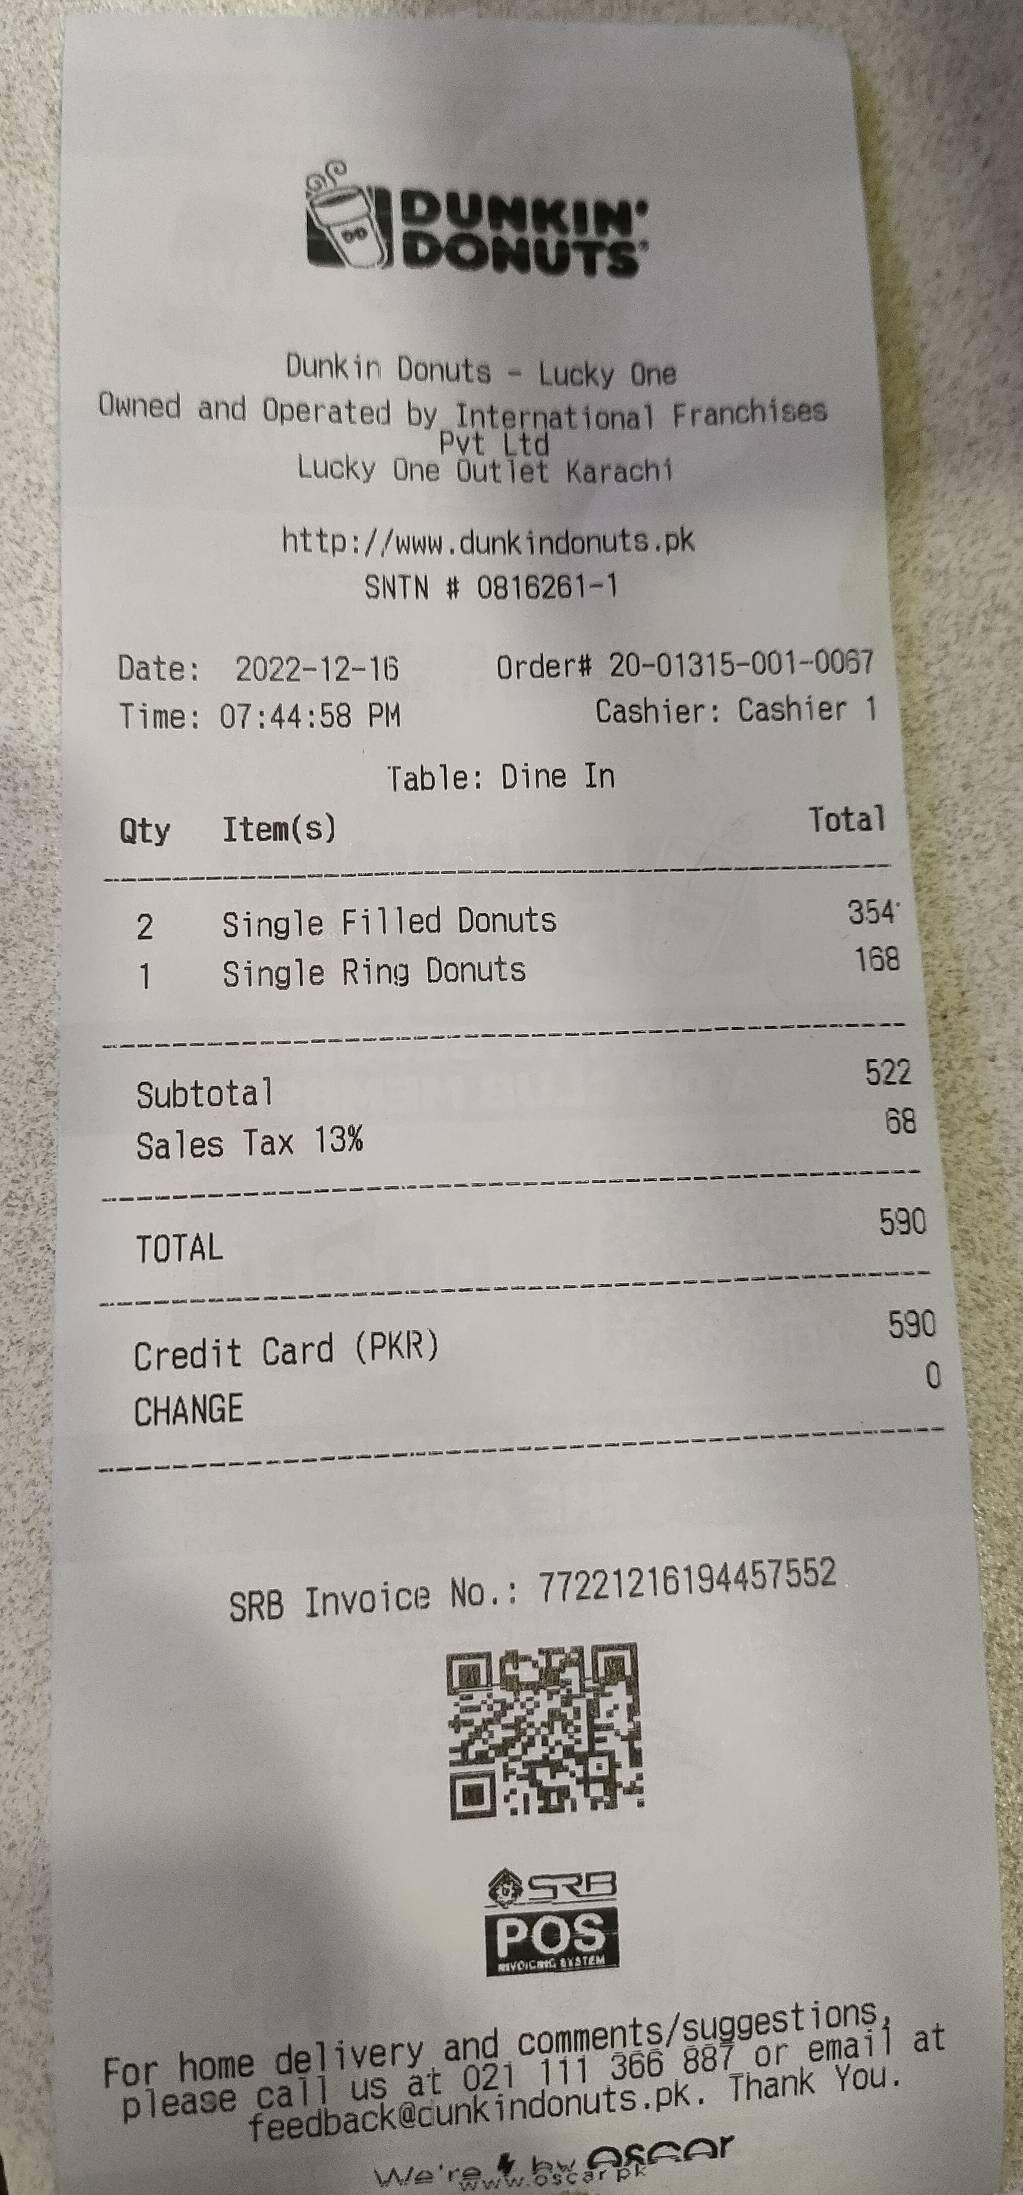 DUNKIN'
DONUTS
Dunkin Donuts - Lucky One
Owned and Operated by International Franchises
Pvt Ltd
Lucky One Outlet Karachi
http://www.dunkindonuts.pk
SNTN # 0816261-1
Date: 2022-12-16 Order# 20-01315-001-0067
Time: 07:44:58 PM Cashier: Cashier 1
Table: Dine In
Qty Item(s) Total
2 Single Filled Donuts 354
1 Single Ring Donuts 168
Subtotal 522
Sales Tax 13% 68
TOTAL 590
Credit Card (PKR) 590
CHANGE 0
SRB Invoice No.: 77221216194457552
SRB
POS
INVOICING SYSTEM
For home delivery and comments/suggestions,
please call us at 021 111 366 887 or email at
feedback@dunkindonuts.pk. Thank You.
We're by Oscar
www.oscar.pk